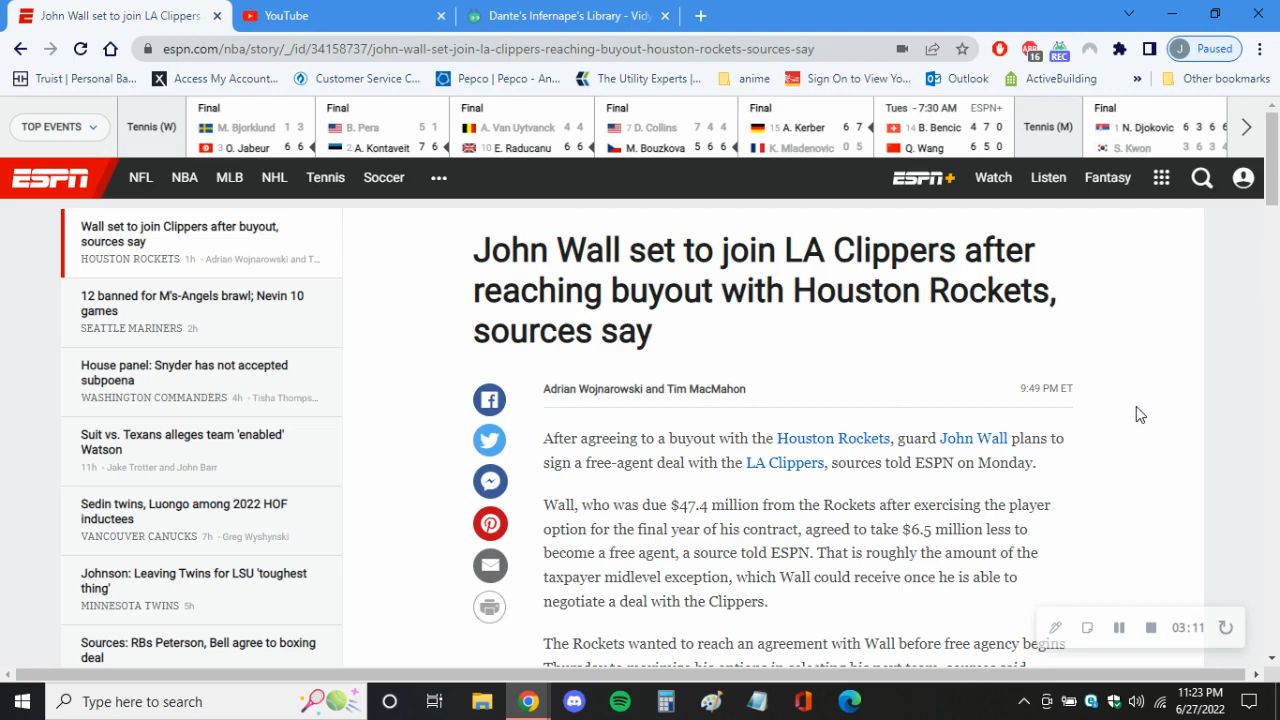 John Wall set to join LA Clippers
YouTube
Dante's Infernape's Library - Vidy
espn.com/nba/story/_/id/34158737/john-wall-set-join-la-clippers-reaching-buyout-houston-rockets-sources-say
16
REC
J Paused
Truist | Personal Ba...
Access My Account...
Customer Service C...
Pepco | Pepco - An...
The Utility Experts |...
anime
Sign On to View Yo...
Outlook
ActiveBuilding
»
Other bookmarks
TOP EVENTS
Tennis (W)
Final
M. Bjorklund 1 3
3 O. Jabeur 6 6
Final
B. Pera 5 1
2 A. Kontaveit 7 6
Final
A. Van Uytvanck 4 4
10 E. Raducanu 6 6
Final
7 D. Collins 7 4 4
M. Bouzkova 5 6 6
Final
15 A. Kerber 6 7
K. Mladenovic 0 5
Tues - 7:30 AM ESPN+
14 B. Bencic 4 7 0
Q. Wang 6 5 0
Tennis (M)
Final
1 N. Djokovic 6 3 6 6
S. Kwon 3 6 3 4
ESPN
NFL
NBA
MLB
NHL
Tennis
Soccer
•••
ESPN+
Watch
Listen
Fantasy
Wall set to join Clippers after buyout,
sources say
HOUSTON ROCKETS 1h - Adrian Wojnarowski and T...
12 banned for M's-Angels brawl; Nevin 10
games
SEATTLE MARINERS 2h
House panel: Snyder has not accepted
subpoena
WASHINGTON COMMANDERS 4h - Tisha Thomps...
Suit vs. Texans alleges team 'enabled'
Watson
11h - Jake Trotter and John Barr
Sedin twins, Luongo among 2022 HOF
inductees
VANCOUVER CANUCKS 7h - Greg Wyshynski
Johnson: Leaving Twins for LSU 'toughest
thing'
MINNESOTA TWINS 5h
Sources: RBs Peterson, Bell agree to boxing
deal
John Wall set to join LA Clippers after
reaching buyout with Houston Rockets,
sources say
Adrian Wojnarowski and Tim MacMahon
9:49 PM ET
After agreeing to a buyout with the Houston Rockets, guard John Wall plans to
sign a free-agent deal with the LA Clippers, sources told ESPN on Monday.
Wall, who was due $47.4 million from the Rockets after exercising the player
option for the final year of his contract, agreed to take $6.5 million less to
become a free agent, a source told ESPN. That is roughly the amount of the
taxpayer midlevel exception, which Wall could receive once he is able to
negotiate a deal with the Clippers.
The Rockets wanted to reach an agreement with Wall before free agency begins
Thursday to maximize his options in selecting his next team, sources said.
03:11
Type here to search
11:23 PM
6/27/2022